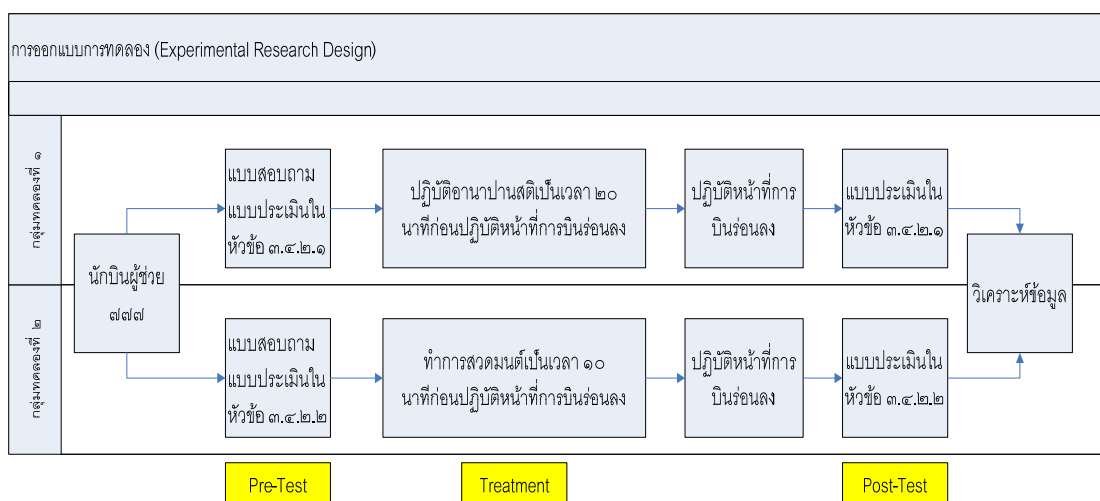 การออกแบบการทดลอง (Experimental Research Design)
กลุ่มทดลองที่ ๑
นักบินผู้ช่วย
๗๗๗
แบบสอบถาม
แบบประเมินใน
หัวข้อ ๓.๔.๒.๑
ปฏิบัติอานาปานสติเป็นเวลา ๒๐
นาทีก่อนปฏิบัติหน้าที่การบินร่อนลง
ปฏิบัติหน้าที่การ
บินร่อนลง
แบบประเมินใน
หัวข้อ ๓.๔.๒.๑
วิเคราะห์ข้อมูล
กลุ่มทดลองที่ ๒
แบบสอบถาม
แบบประเมินใน
หัวข้อ ๓.๔.๒.๒
ทำการสวดมนต์เป็นเวลา ๑๐
นาทีก่อนปฏิบัติหน้าที่การบินร่อนลง
ปฏิบัติหน้าที่การ
บินร่อนลง
แบบประเมินใน
หัวข้อ ๓.๔.๒.๒
Pre-Test
Treatment
Post-Test